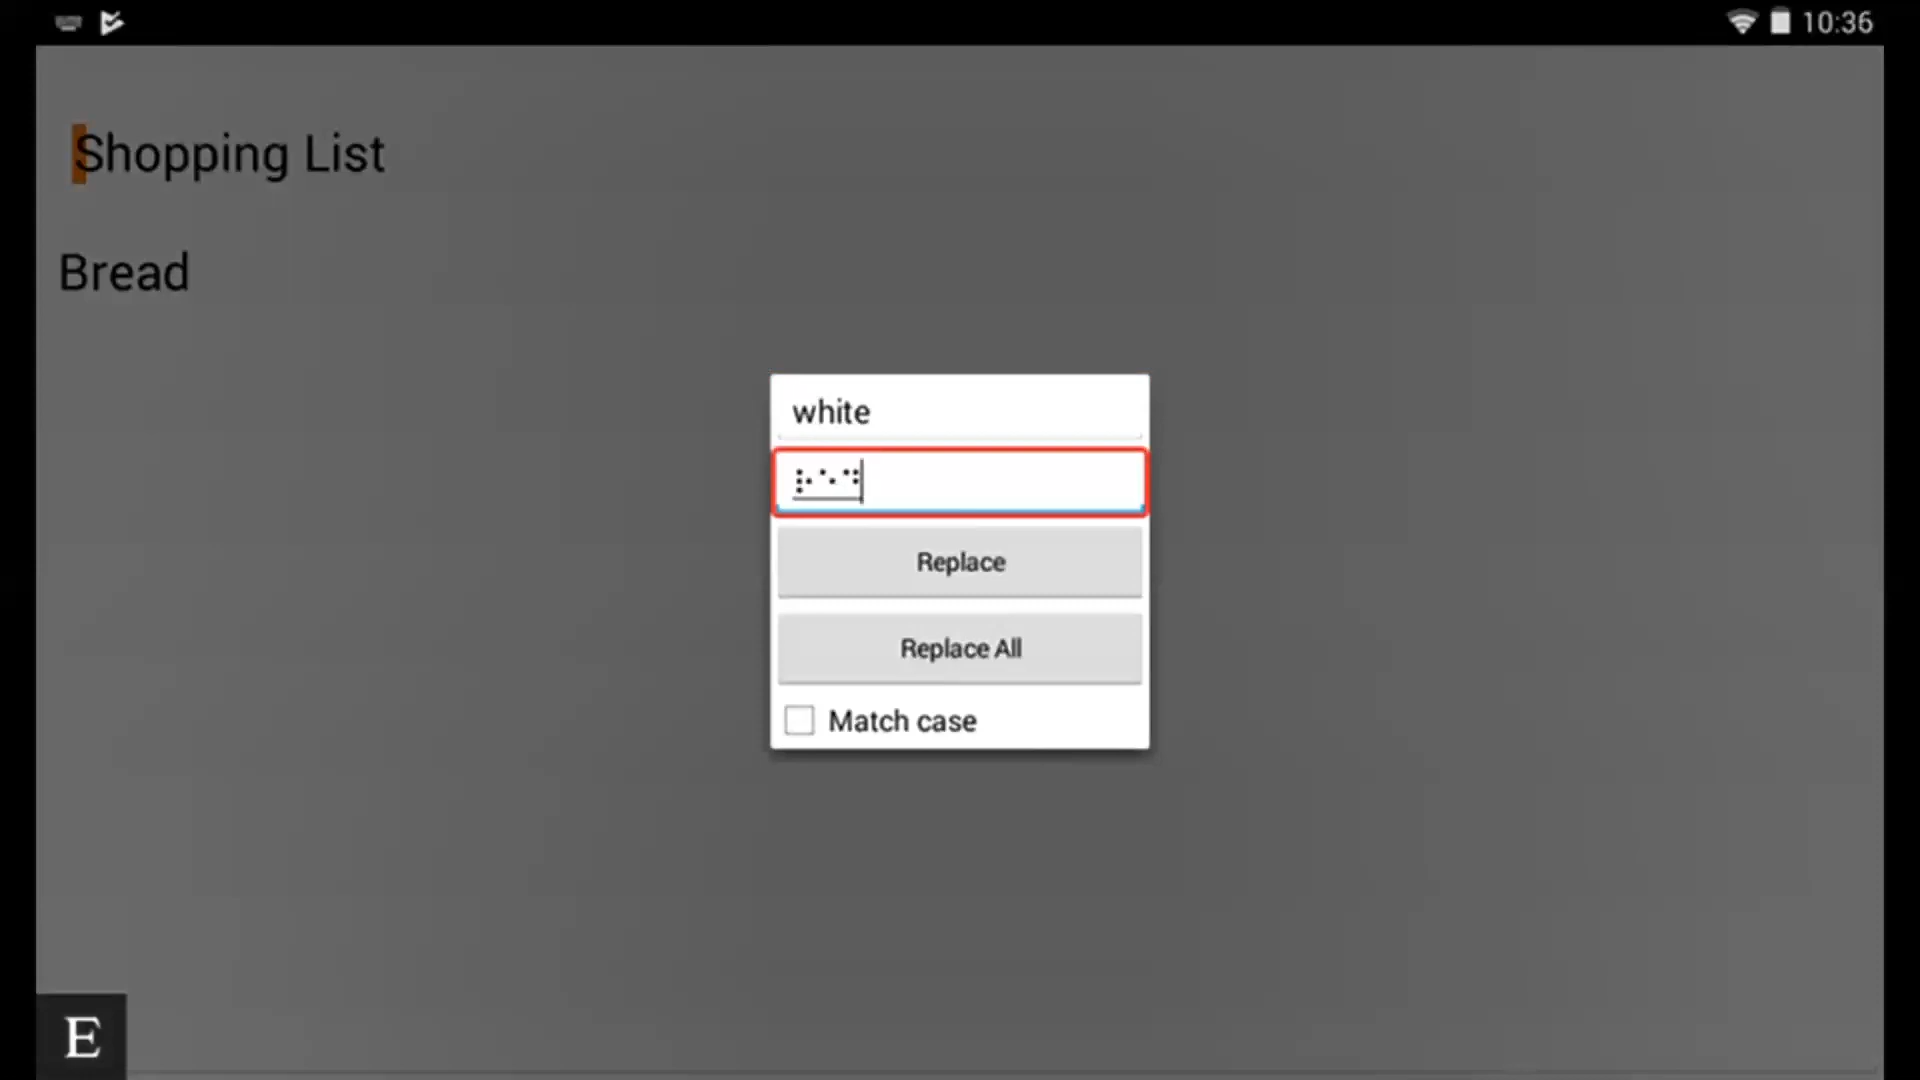 10:36
Shopping List
Bread
white
⠗⠑⠙
Replace
Replace All
Match case
E